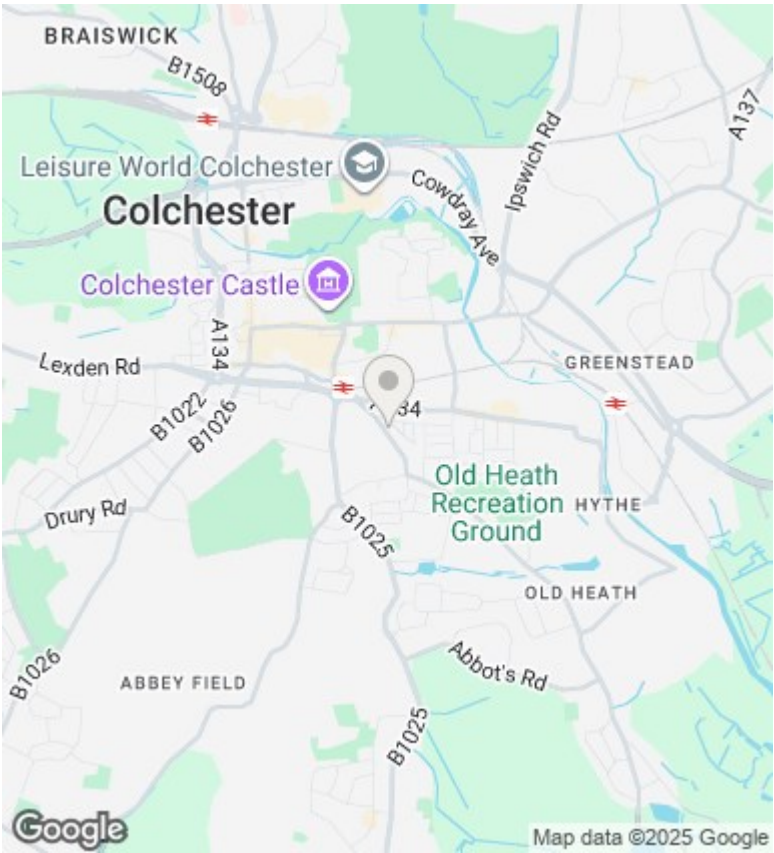 BRAISWICK
B1508
A137
Ipswich Rd
Leisure World Colchester
Cowdray Ave
Colchester
Colchester Castle
A134
Lexden Rd
GREENSTEAD
B1022
B1026
34
Old Heath
Recreation
Ground
HYTHE
Drury Rd
B1025
OLD HEATH
Abbot's Rd
B1026
ABBEY FIELD
B1025
Google
Map data ©2025 Google